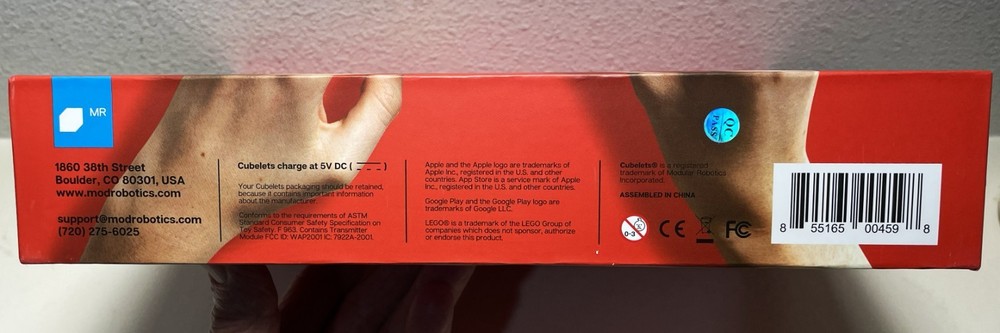 MR
1860 38th Street
Boulder, CO 80301, USA
www.modrobotics.com
support@modrobotics.com
(720) 275-6025
Cubelets charge at 5V DC ( )
Your Cubelets packaging should be retained,
because it contains important information
about the manufacturer.
Conforms to the requirements of ASTM
Standard Consumer Safety Specification on
Toy Safety, F 963. Contains Transmitter
Module FCC ID: WAP2001 IC: 7922A-2001.
Apple and the Apple logo are trademarks of
Apple Inc., registered in the U.S. and other
countries. App Store is a service mark of Apple
Inc., registered in the U.S. and other countries.
Google Play and the Google Play logo are
trademarks of Google LLC.
LEGO® is a trademark of the LEGO Group of
companies which does not sponsor, authorize
or endorse this product.
QC
PASS
Cubelets® is a registered
trademark of Modular Robotics
Incorporated.
ASSEMBLED IN CHINA
0-3
CE
FC
8 55165 00459 8